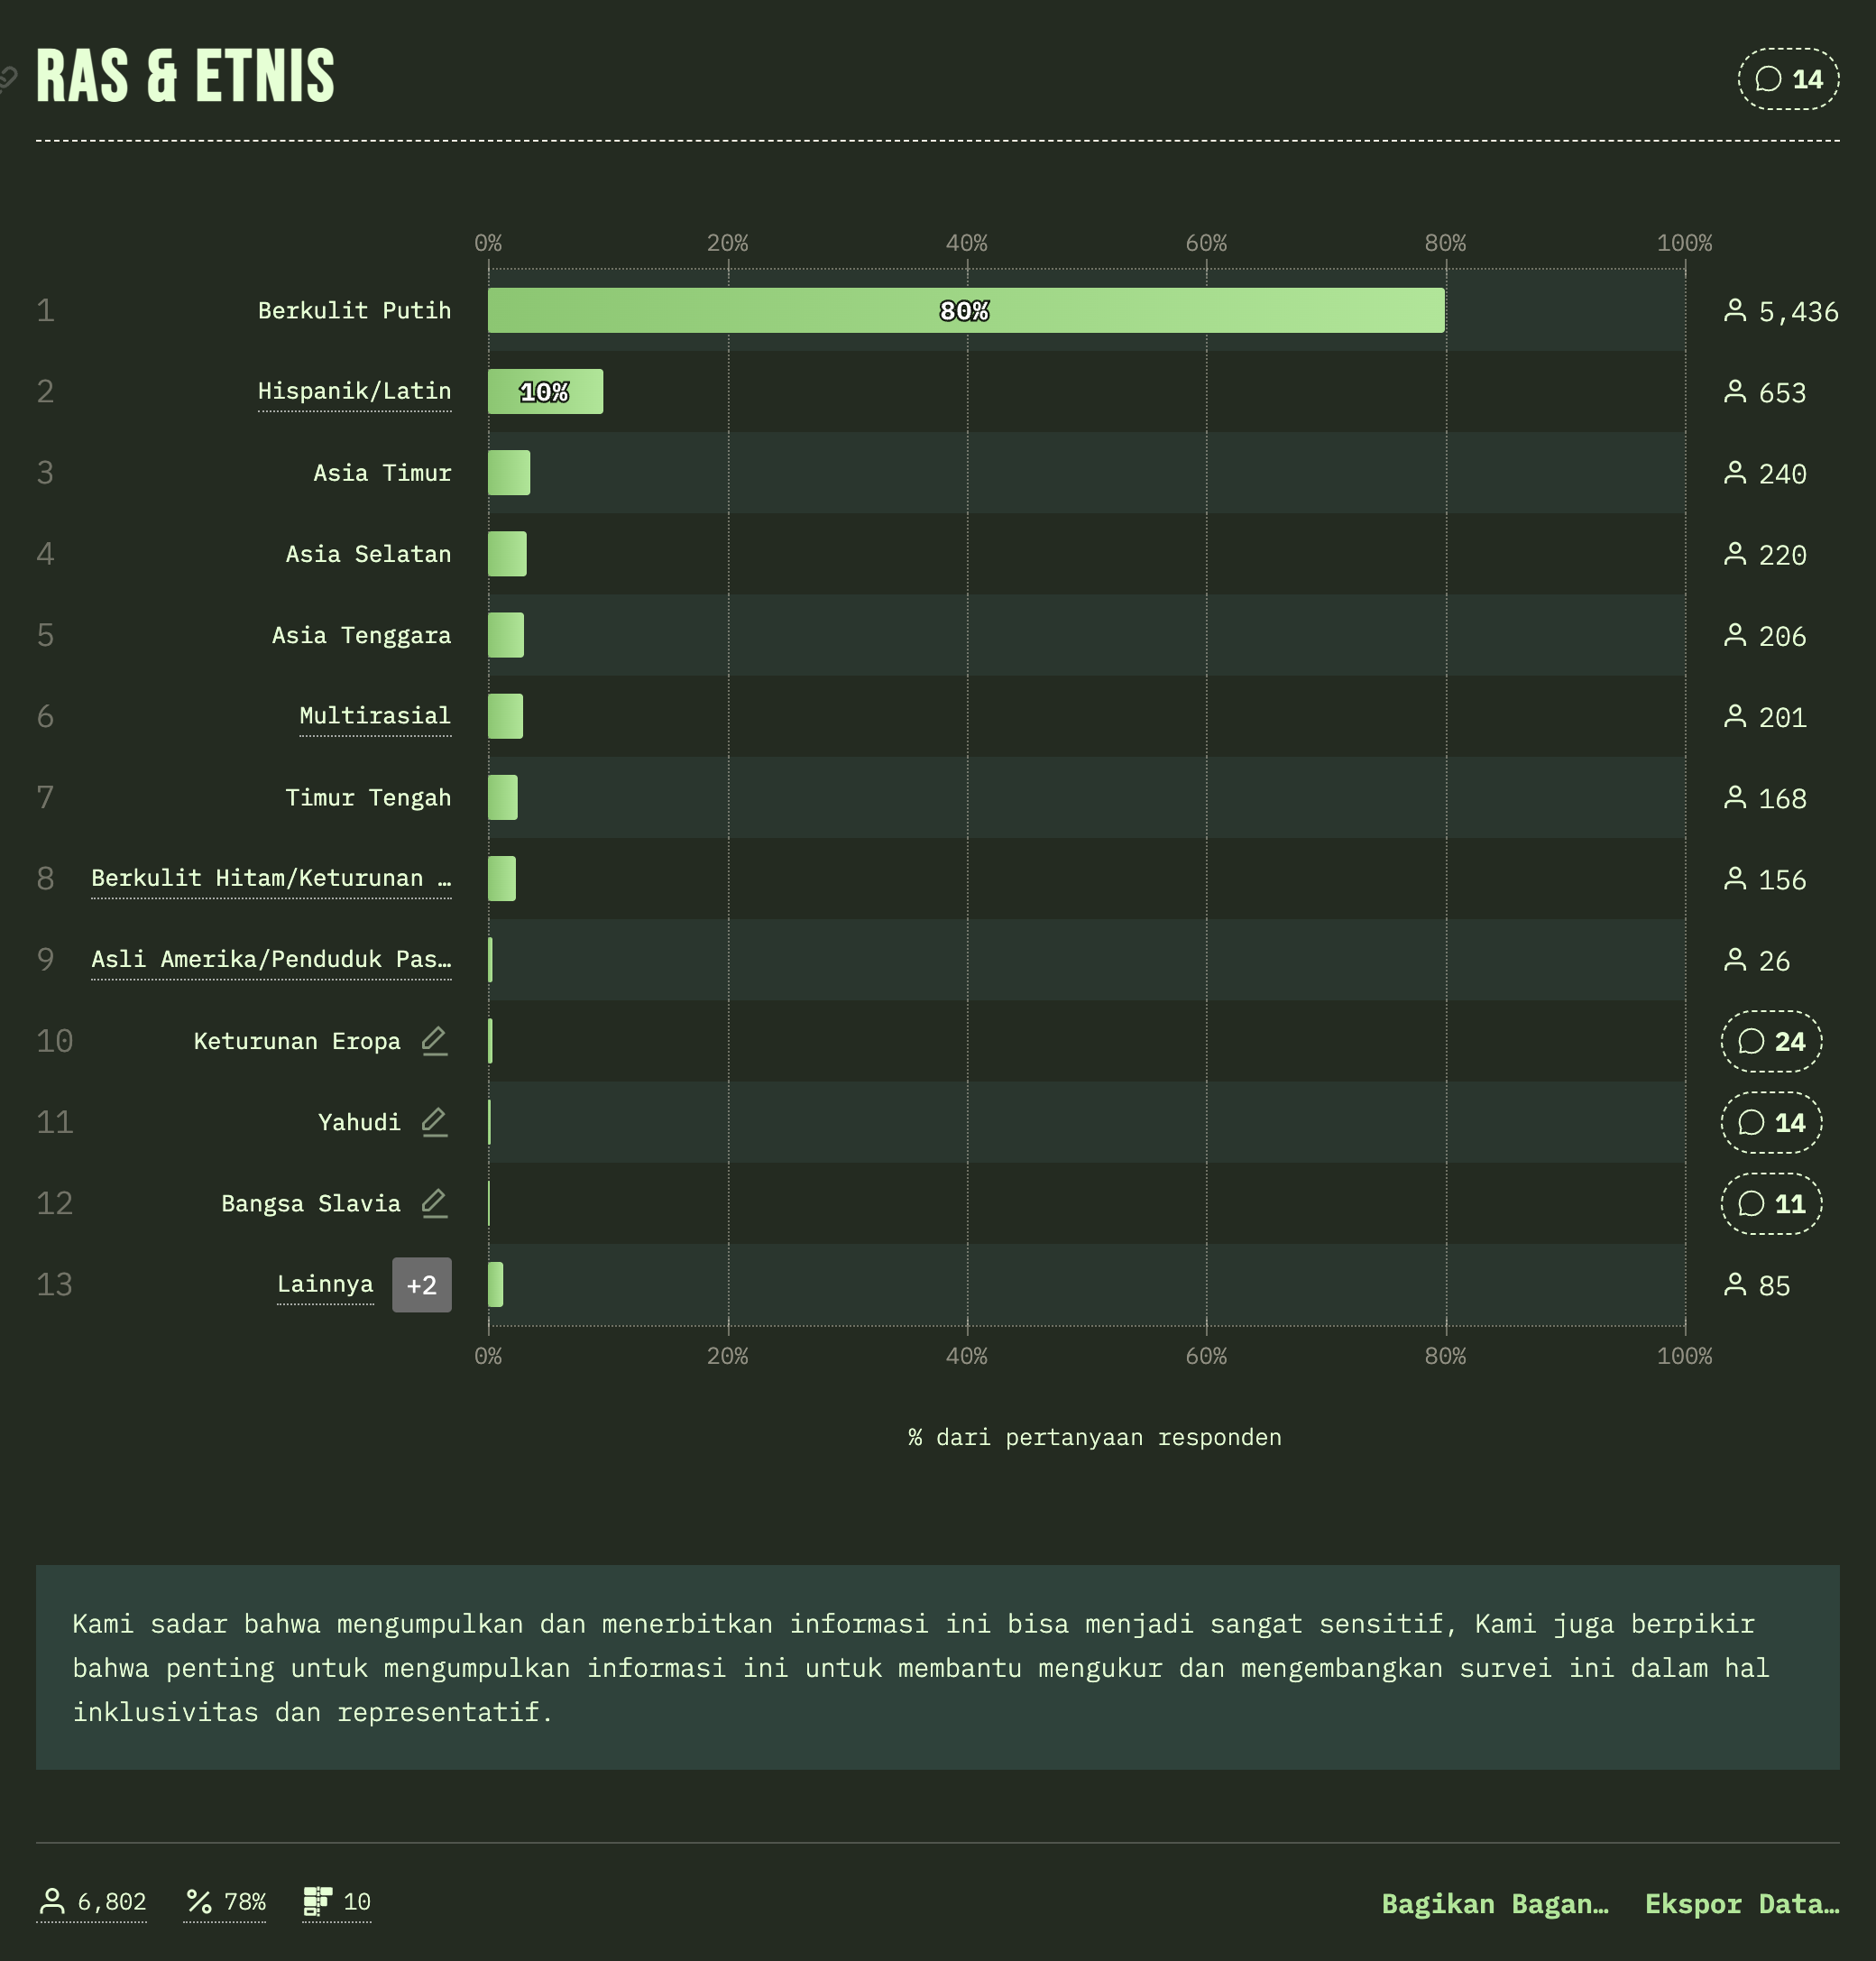 RAS & ETNIS
14
0% 20% 40% 60% 80% 100%
1 Berkulit Putih 80% 5,436
2 Hispanik/Latin 10% 653
3 Asia Timur 240
4 Asia Selatan 220
5 Asia Tenggara 206
6 Multirasial 201
7 Timur Tengah 168
8 Berkulit Hitam/Keturunan … 156
9 Asli Amerika/Penduduk Pas… 26
10 Keturunan Eropa 24
11 Yahudi 14
12 Bangsa Slavia 11
13 Lainnya +2 85
0% 20% 40% 60% 80% 100%
% dari pertanyaan responden
Kami sadar bahwa mengumpulkan dan menerbitkan informasi ini bisa menjadi sangat sensitif, Kami juga berpikir
bahwa penting untuk mengumpulkan informasi ini untuk membantu mengukur dan mengembangkan survei ini dalam hal
inklusivitas dan representatif.
6,802 78% 10 Bagikan Bagan… Ekspor Data…